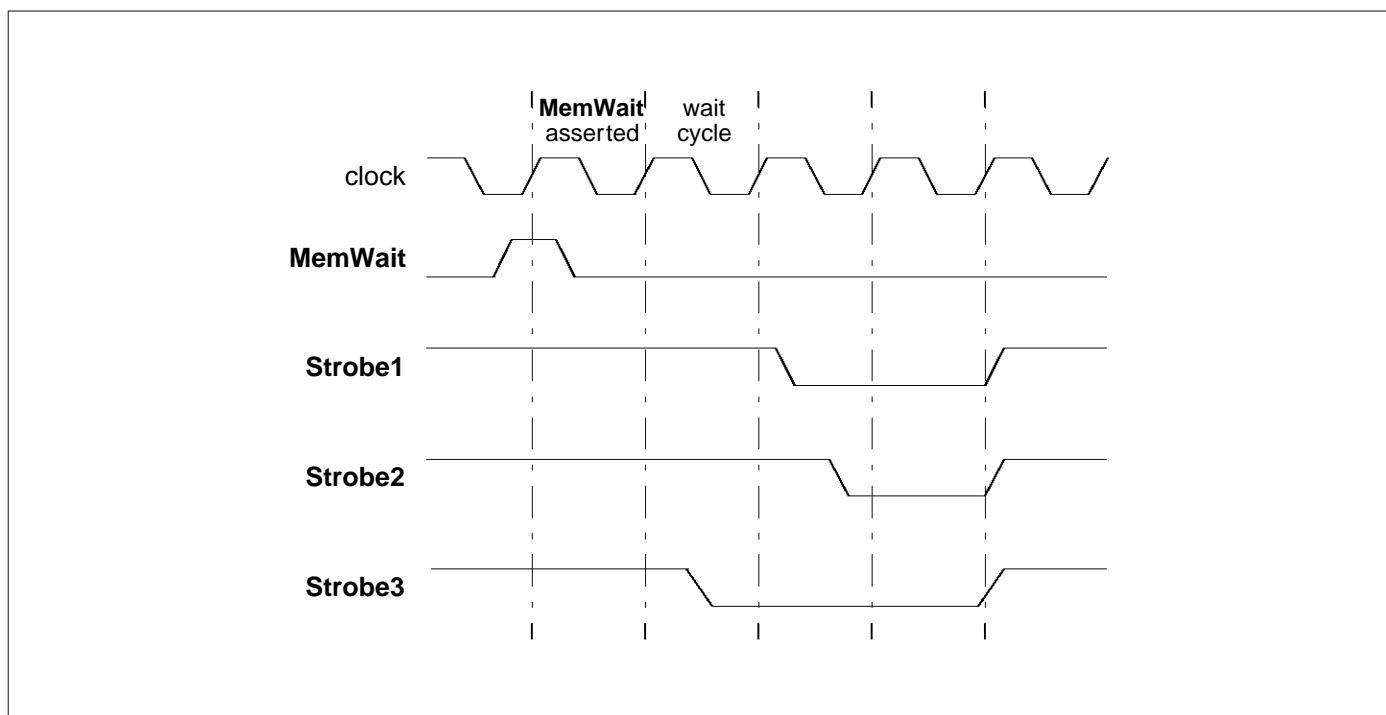 MemWait wait
asserted cycle
clock
MemWait
Strobe1
Strobe2
Strobe3